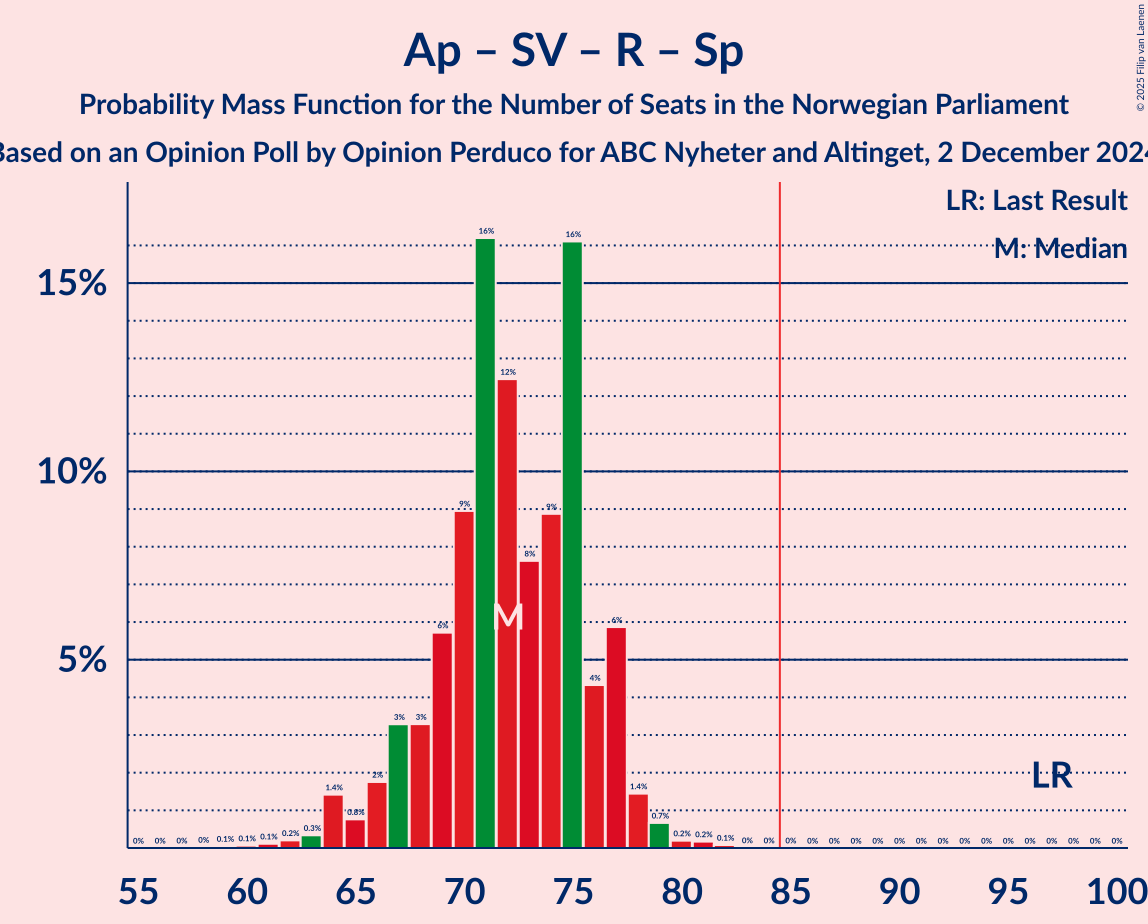 Ap – SV – R – Sp
Probability Mass Function for the Number of Seats in the Norwegian Parliament
Based on an Opinion Poll by Opinion Perduco for ABC Nyheter and Altinget, 2 December 2024
© 2025 Filip van Laenen
LR: Last Result
M: Median
15%
10%
5%
0% 0% 0% 0% 0.1% 0.1% 0.1% 0.2% 0.3% 1.4% 0.8% 2% 3% 3% 6% 9% 16% 12% 8% 9% 16% 4% 6% 1.4% 0.7% 0.2% 0.2% 0.1% 0% 0% 0% 0% 0% 0% 0% 0% 0% 0% 0% 0% 0% 0% 0% 0% 0% 0%
M
LR
55 60 65 70 75 80 85 90 95 100